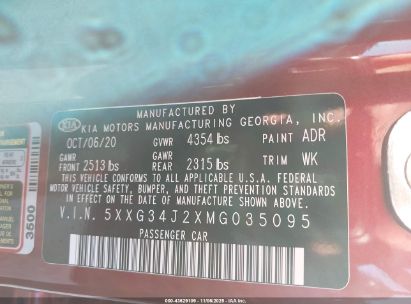 MANUFACTURED BY
KIA KIA MOTORS MANUFACTURING GEORGIA, INC.
OCT/06/20 GVWR 4354 lbs PAINT ADR
GAWR FRONT 2513 lbs GAWR REAR 2315 lbs TRIM WK
THIS VEHICLE CONFORMS TO ALL APPLICABLE U.S.A. FEDERAL
MOTOR VEHICLE SAFETY, BUMPER, AND THEFT PREVENTION STANDARDS
IN EFFECT ON THE DATE OF MANUFACTURE SHOWN ABOVE.
V.I.N. 5XXG34J2XMG035095
PASSENGER CAR
3500